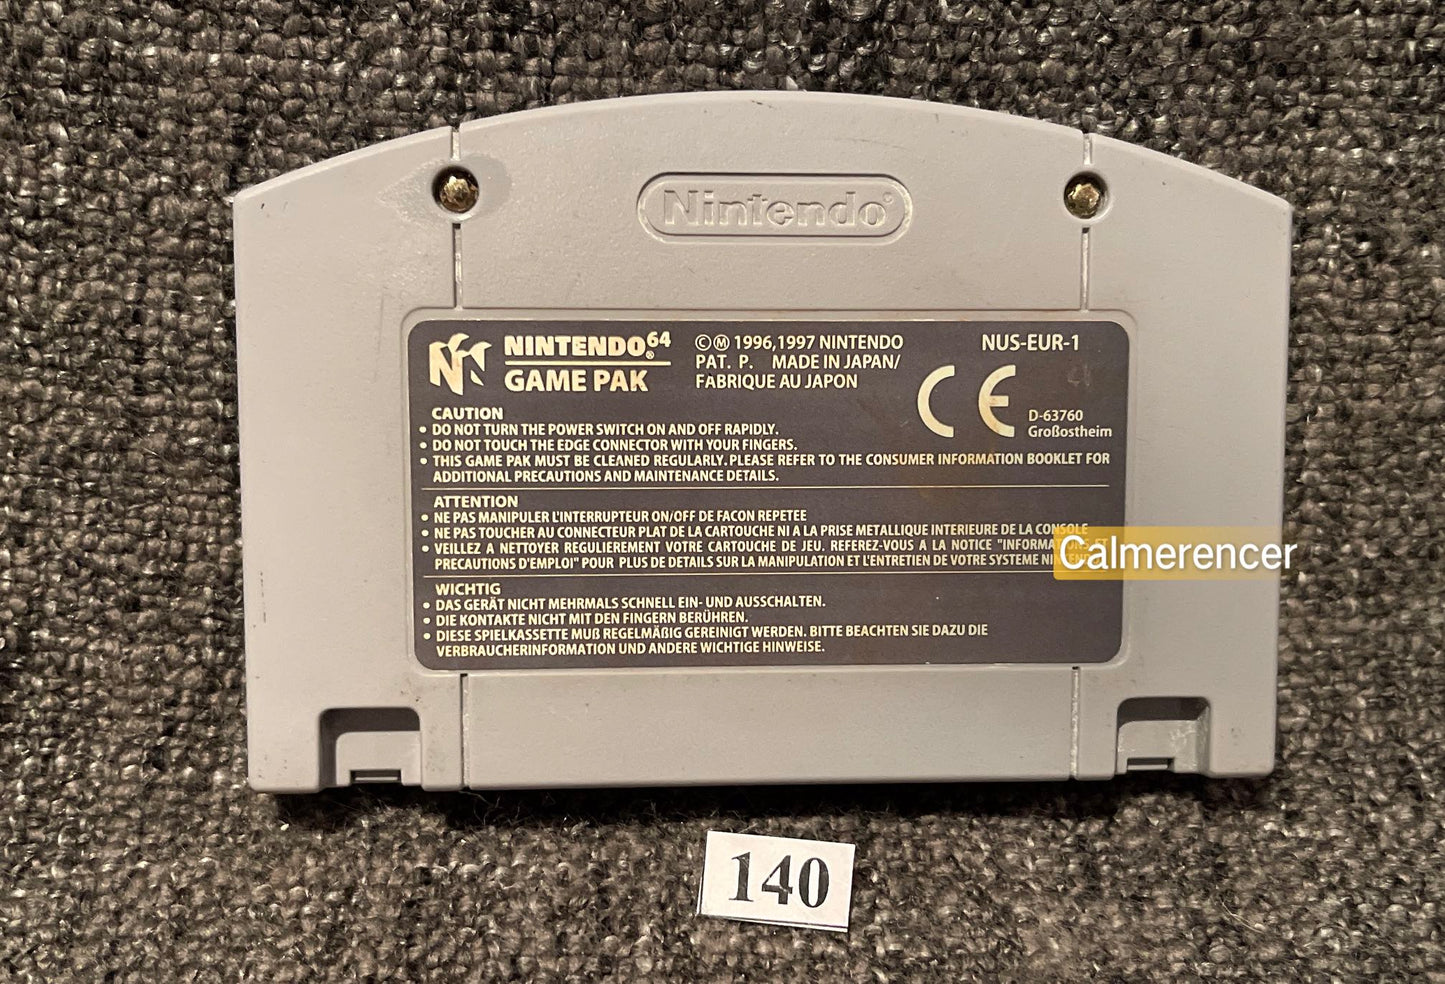 Nintendo®
NINTENDO64®
GAME PAK
©Ⓜ 1996,1997 NINTENDO
PAT. P. MADE IN JAPAN/
FABRIQUE AU JAPON
NUS-EUR-1
CE
D-63760
Großostheim
CAUTION
• DO NOT TURN THE POWER SWITCH ON AND OFF RAPIDLY.
• DO NOT TOUCH THE EDGE CONNECTOR WITH YOUR FINGERS.
• THIS GAME PAK MUST BE CLEANED REGULARLY. PLEASE REFER TO THE CONSUMER INFORMATION BOOKLET FOR
ADDITIONAL PRECAUTIONS AND MAINTENANCE DETAILS.
ATTENTION
• NE PAS MANIPULER L'INTERRUPTEUR ON/OFF DE FACON REPETEE
• NE PAS TOUCHER AU CONNECTEUR PLAT DE LA CARTOUCHE NI A LA PRISE METALLIQUE INTERIEURE DE LA CONSOLE
• VEILLEZ A NETTOYER REGULIEREMENT VOTRE CARTOUCHE DE JEU. REFEREZ-VOUS A LA NOTICE "INFORMATIONS ET
PRECAUTIONS D'EMPLOI" POUR PLUS DE DETAILS SUR LA MANIPULATION ET L'ENTRETIEN DE VOTRE SYSTEME
Calmerencer
WICHTIG
• DAS GERÄT NICHT MEHRMALS SCHNELL EIN- UND AUSSCHALTEN.
• DIE KONTAKTE NICHT MIT DEN FINGERN BERÜHREN.
• DIESE SPIELKASSETTE MUß REGELMÄßIG GEREINIGT WERDEN. BITTE BEACHTEN SIE DAZU DIE
VERBRAUCHERINFORMATION UND ANDERE WICHTIGE HINWEISE.
140